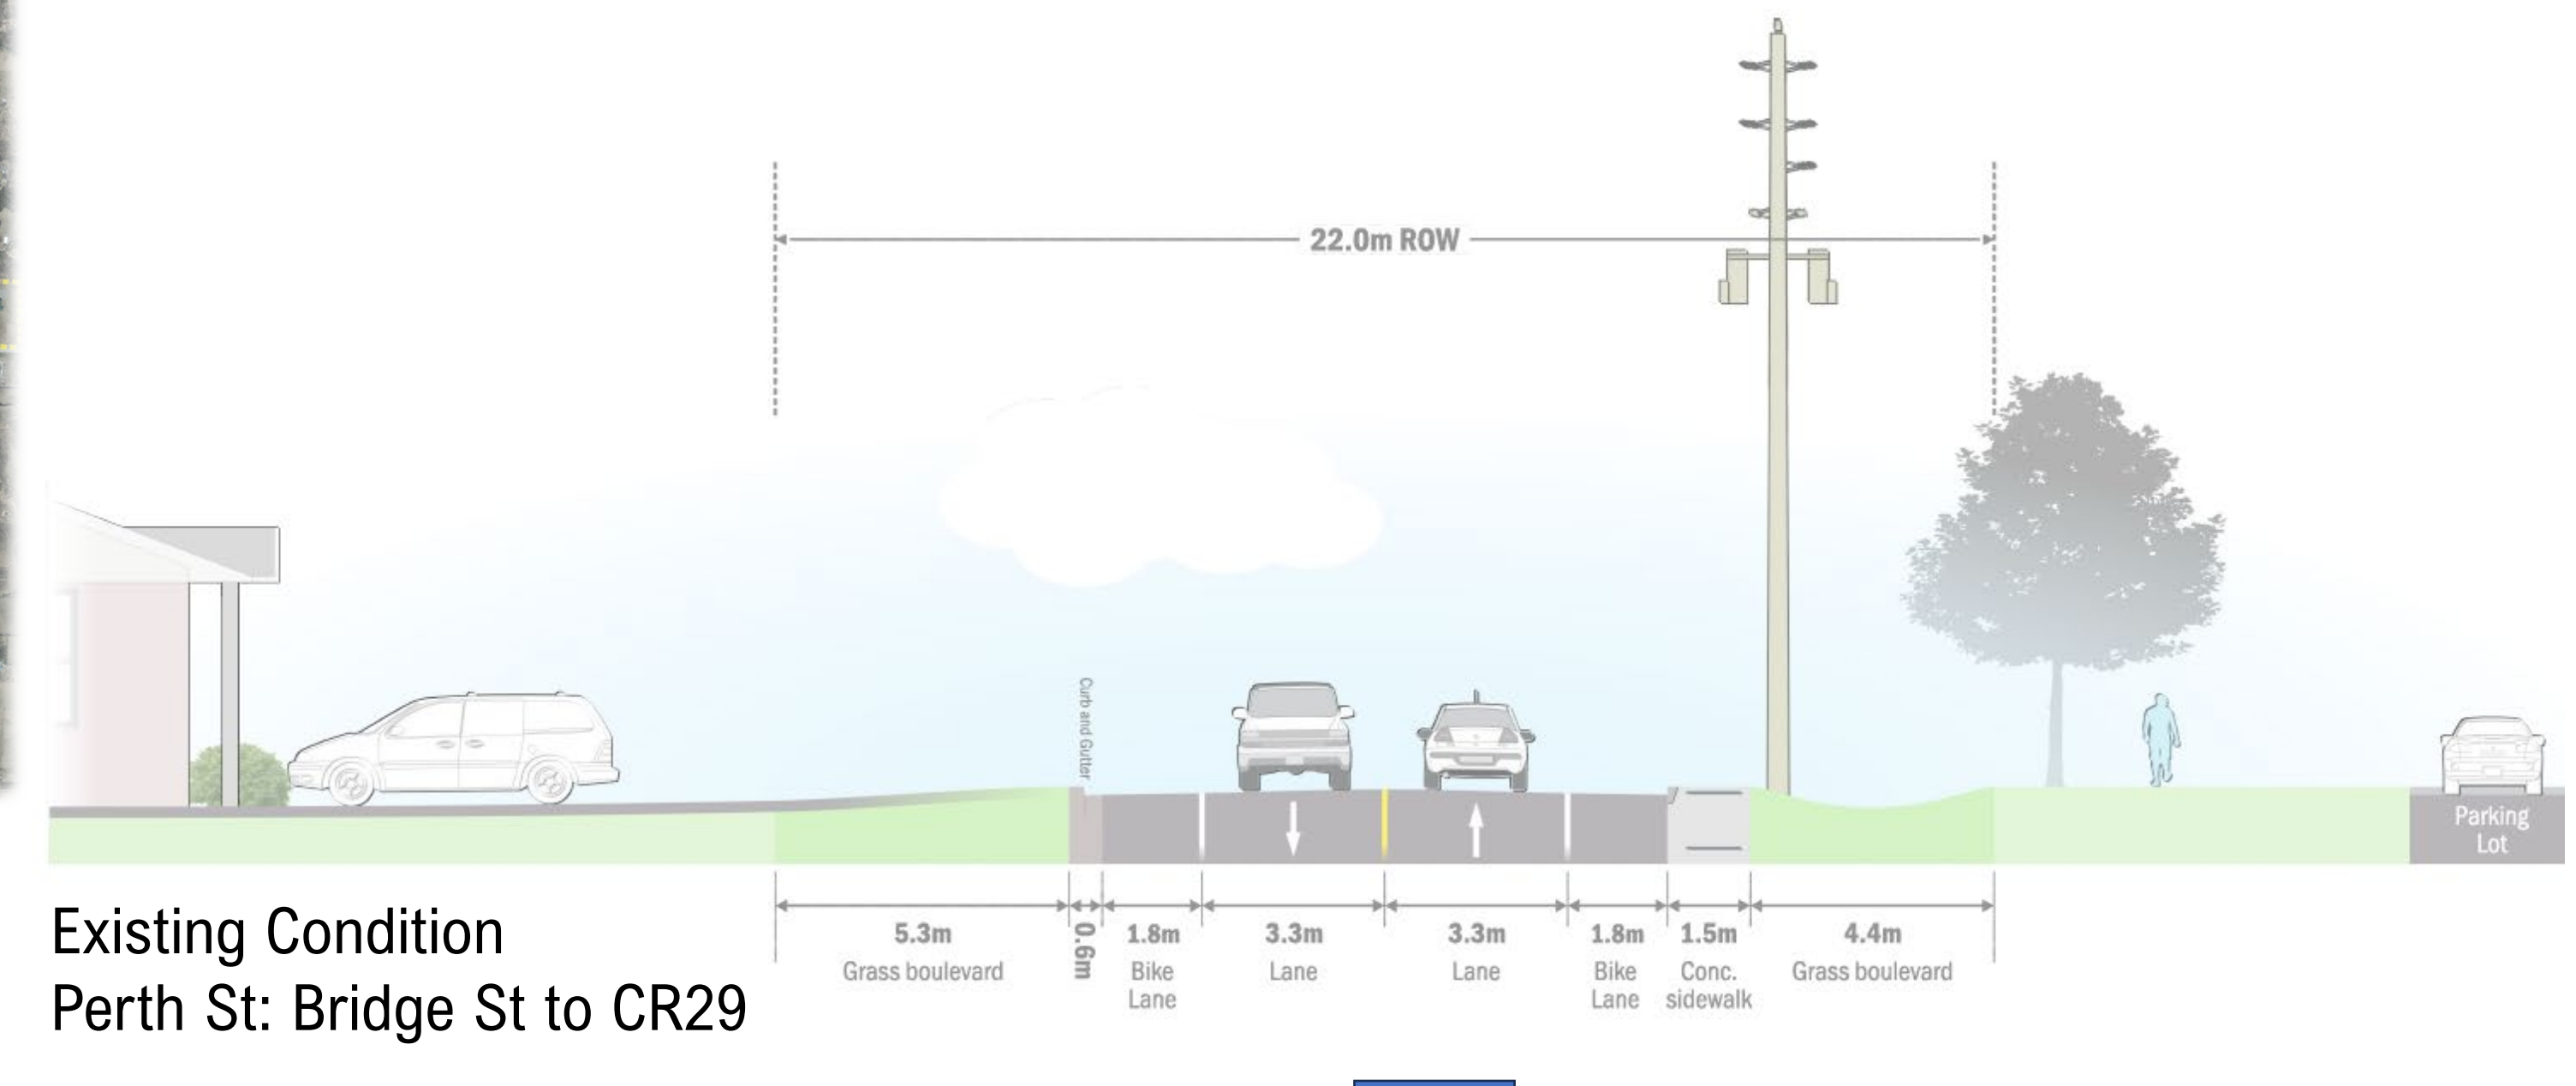 22.0m ROW
Curb and Gutter
Parking
Lot
5.3m
Grass boulevard
0.6m
1.8m
Bike
Lane
3.3m
Lane
3.3m
Lane
1.8m
Bike
Lane
1.5m
Conc.
sidewalk
4.4m
Grass boulevard
Existing Condition
Perth St: Bridge St to CR29